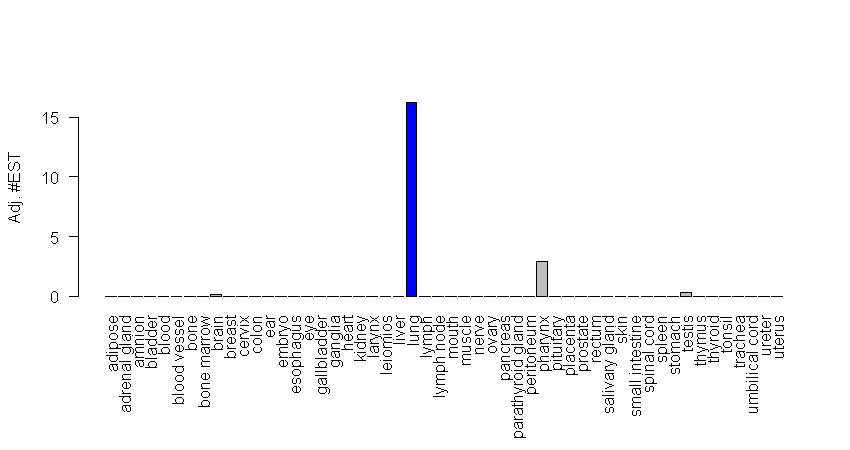 Adj. #EST
15
10
5
0
adipose
adrenal gland
amnion
bladder
blood
blood vessel
bone
bone marrow
brain
breast
cervix
colon
ear
embryo
esophagus
eye
gallbladder
ganglia
heart
kidney
larynx
leiomios
liver
lung
lymph
lymph node
mouth
muscle
nerve
ovary
pancreas
parathyroid gland
peritoneum
pharynx
pituitary
placenta
prostate
rectum
salivary gland
skin
small intestine
spinal cord
spleen
stomach
testis
thymus
thyroid
tonsil
trachea
umbilical cord
ureter
uterus